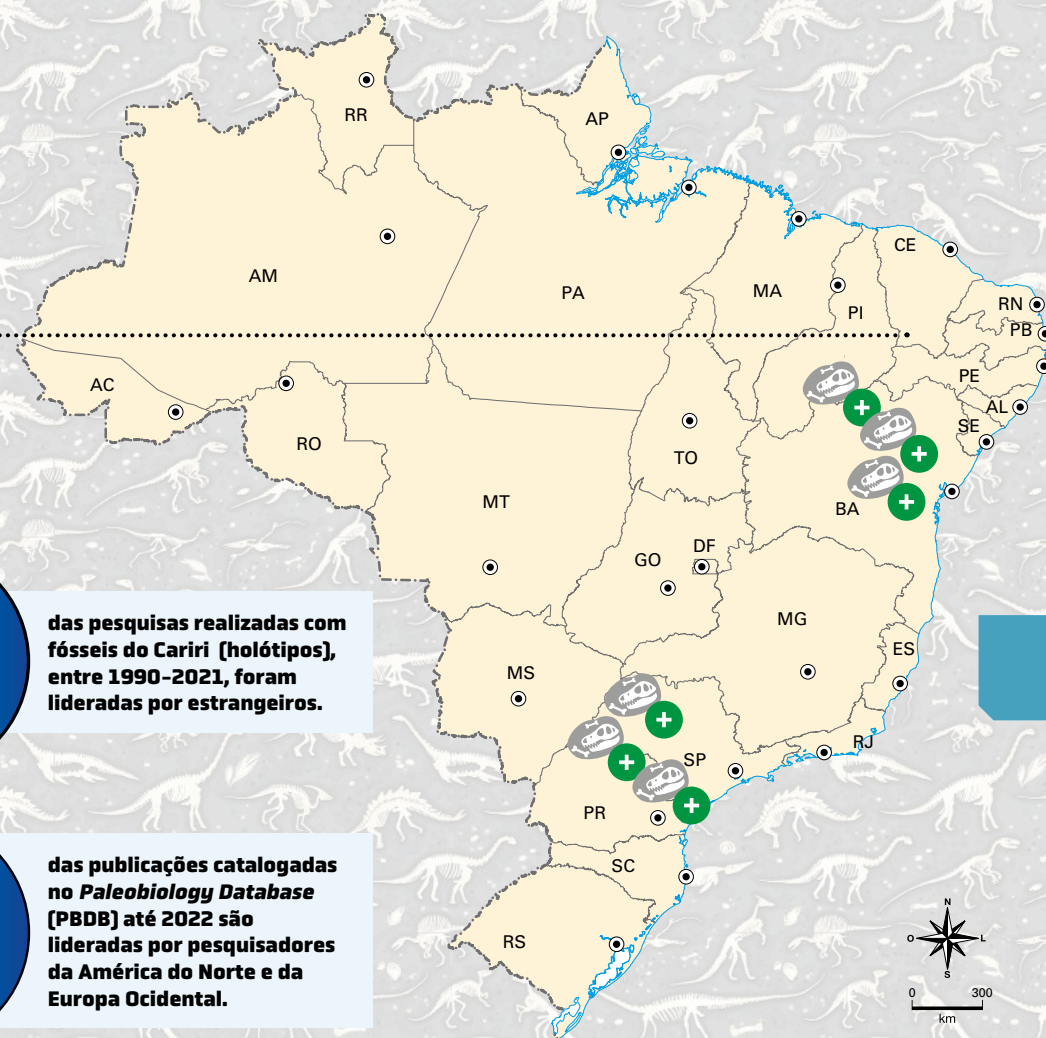 RR
AP
AM
PA
MA
PI
CE
RN
PB
PE
AL
SE
AC
RO
TO
MT
BA
GO
DF
MG
ES
MS
RJ
SP
PR
SC
RS
das pesquisas realizadas com
fósseis do Cariri (holótipos),
entre 1990-2021, foram
lideradas por estrangeiros.
das publicações catalogadas
no Paleobiology Database
(PBDB) até 2022 são
lideradas por pesquisadores
da América do Norte e da
Europa Ocidental.
N
O L
S
0 300
km